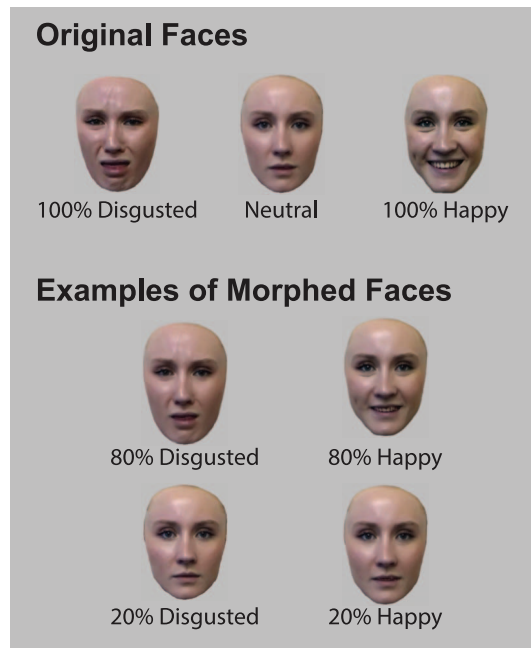 Original Faces
100% Disgusted Neutral 100% Happy
Examples of Morphed Faces
80% Disgusted 80% Happy
20% Disgusted 20% Happy